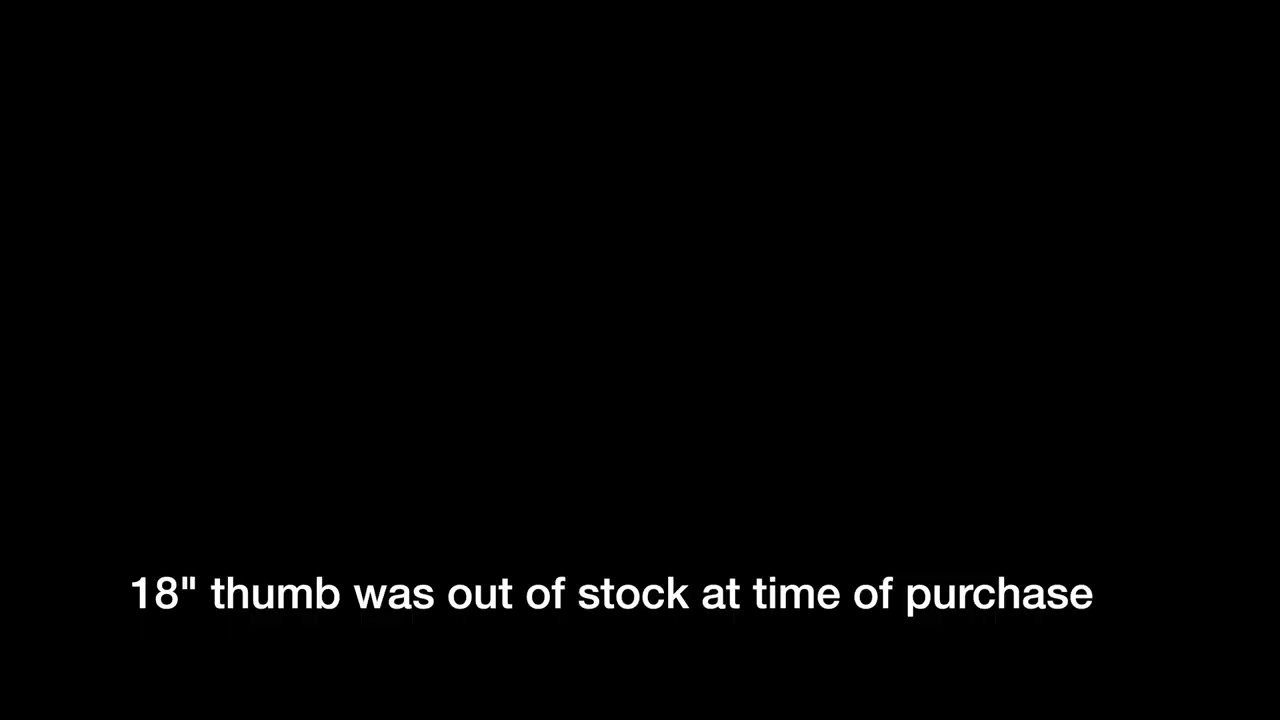 18" thumb was out of stock at time of purchase